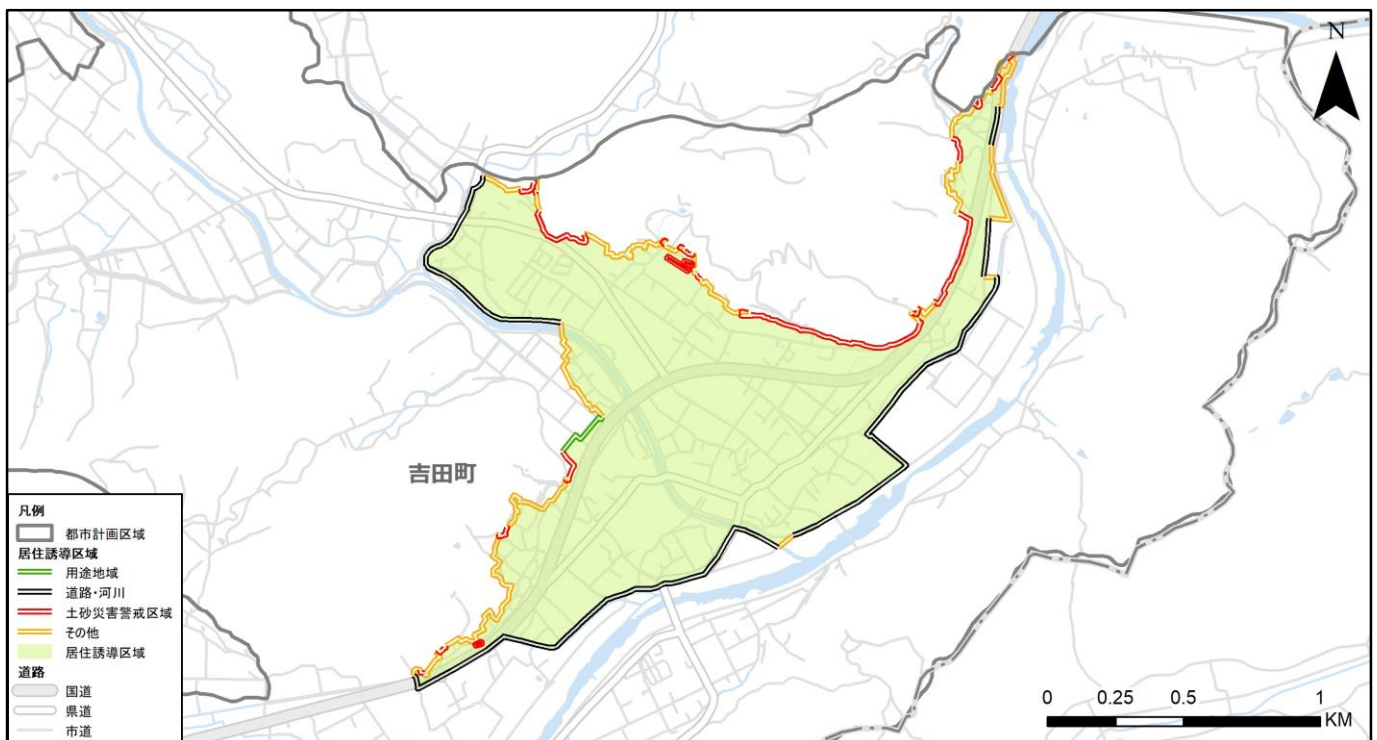 N
吉田町
凡例
都市計画区域
居住誘導区域
用途地域
道路・河川
土砂災害警戒区域
その他
居住誘導区域
道路
国道
県道
市道
0 0.25 0.5 1
KM